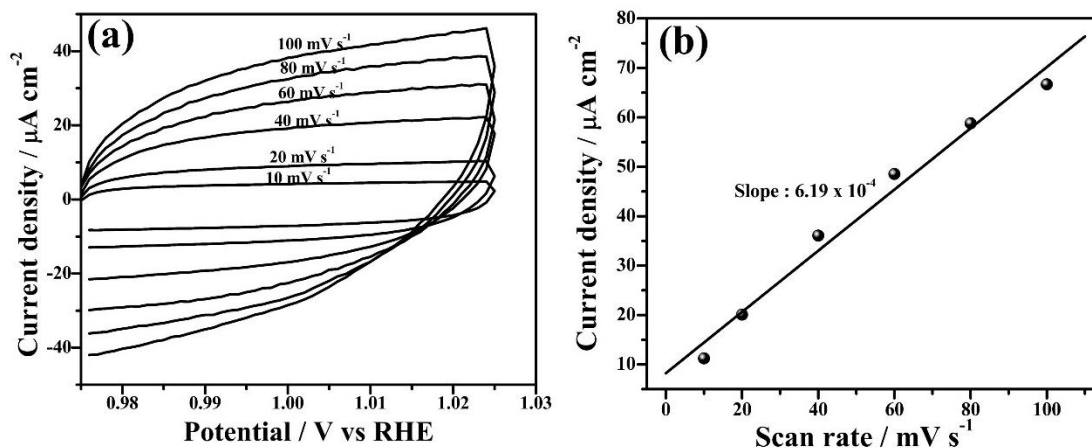 (a)
100 mV s⁻¹
80 mV s⁻¹
60 mV s⁻¹
40 mV s⁻¹
20 mV s⁻¹
10 mV s⁻¹
40
20
0
-20
-40
Current density / µA cm⁻²
0.98 0.99 1.00 1.01 1.02 1.03
Potential / V vs RHE
(b)
Slope : 6.19 x 10⁻⁴
80
70
60
50
40
30
20
10
Current density / µA cm⁻²
0 20 40 60 80 100
Scan rate / mV s⁻¹